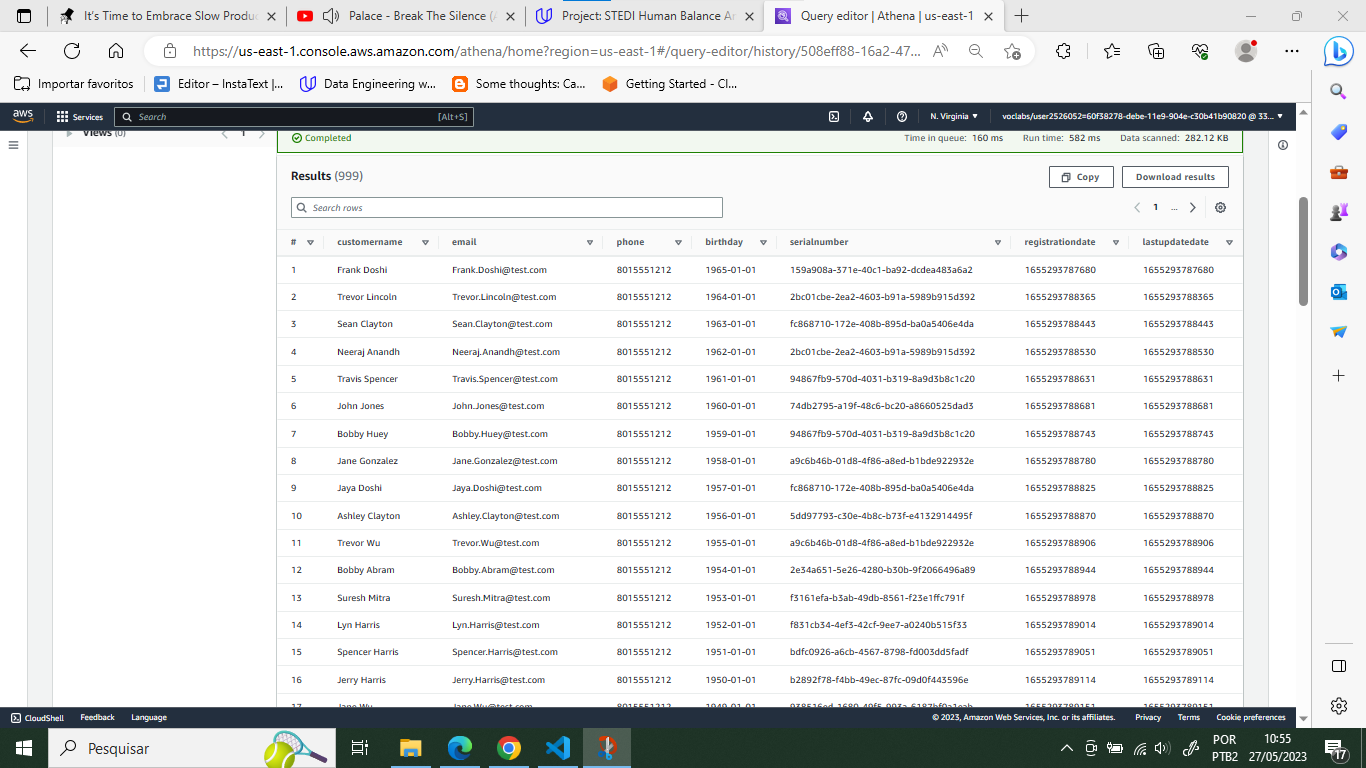 It's Time to Embrace Slow Produc
Palace - Break The Silence (
Project: STEDI Human Balance An
Query editor | Athena | us-east-1
https://us-east-1.console.aws.amazon.com/athena/home?region=us-east-1#/query-editor/history/508eff88-16a2-47...
Importar favoritos
Editor – InstaText |...
Data Engineering w...
Some thoughts: Ca...
Getting Started - Cl...
aws
Services
Search [Alt+S]
N. Virginia
voclabs/user2526052=60f38278-debe-11e9-904e-c30b41b90820 @ 33...
Views (0) 1
Completed
Time in queue: 160 ms Run time: 582 ms Data scanned: 282.12 KB
Results (999)
Copy
Download results
Search rows
1 ...
# customername email phone birthday serialnumber registrationdate lastupdatedate
1 Frank Doshi Frank.Doshi@test.com 8015551212 1965-01-01 159a908a-371e-40c1-ba92-dcdea483a6a2 1655293787680 1655293787680
2 Trevor Lincoln Trevor.Lincoln@test.com 8015551212 1964-01-01 2bc01cbe-2ea2-4603-b91a-5989b915d392 1655293788365 1655293788365
3 Sean Clayton Sean.Clayton@test.com 8015551212 1963-01-01 fc868710-172e-408b-895d-ba0a5406e4da 1655293788443 1655293788443
4 Neeraj Anandh Neeraj.Anandh@test.com 8015551212 1962-01-01 2bc01cbe-2ea2-4603-b91a-5989b915d392 1655293788530 1655293788530
5 Travis Spencer Travis.Spencer@test.com 8015551212 1961-01-01 94867fb9-570d-4031-b319-8a9d3b8c1c20 1655293788631 1655293788631
6 John Jones John.Jones@test.com 8015551212 1960-01-01 74db2795-a19f-48c6-bc20-a8660525dad3 1655293788681 1655293788681
7 Bobby Huey Bobby.Huey@test.com 8015551212 1959-01-01 94867fb9-570d-4031-b319-8a9d3b8c1c20 1655293788743 1655293788743
8 Jane Gonzalez Jane.Gonzalez@test.com 8015551212 1958-01-01 a9c6b46b-01d8-4f86-a8ed-b1bde922932e 1655293788780 1655293788780
9 Jaya Doshi Jaya.Doshi@test.com 8015551212 1957-01-01 fc868710-172e-408b-895d-ba0a5406e4da 1655293788825 1655293788825
10 Ashley Clayton Ashley.Clayton@test.com 8015551212 1956-01-01 5dd97793-c30e-4b8c-b73f-e4132914495f 1655293788870 1655293788870
11 Trevor Wu Trevor.Wu@test.com 8015551212 1955-01-01 a9c6b46b-01d8-4f86-a8ed-b1bde922932e 1655293788906 1655293788906
12 Bobby Abram Bobby.Abram@test.com 8015551212 1954-01-01 2e34a651-5e26-4280-b30b-9f2066496a89 1655293788944 1655293788944
13 Suresh Mitra Suresh.Mitra@test.com 8015551212 1953-01-01 f3161efa-b3ab-49db-8561-f23e1ffc791f 1655293788978 1655293788978
14 Lyn Harris Lyn.Harris@test.com 8015551212 1952-01-01 f831cb34-4ef3-42cf-9ee7-a0240b515f33 1655293789014 1655293789014
15 Spencer Harris Spencer.Harris@test.com 8015551212 1951-01-01 bdfc0926-a6cb-4567-8798-fd003dd5fadf 1655293789051 1655293789051
16 Jerry Harris Jerry.Harris@test.com 8015551212 1950-01-01 b2892f78-f4bb-49ec-87fc-09d0f443596e 1655293789114 1655293789114
CloudShell Feedback Language
© 2023, Amazon Web Services, Inc. or its affiliates. Privacy Terms Cookie preferences
Pesquisar
POR
PTB2
10:55
27/05/2023
17